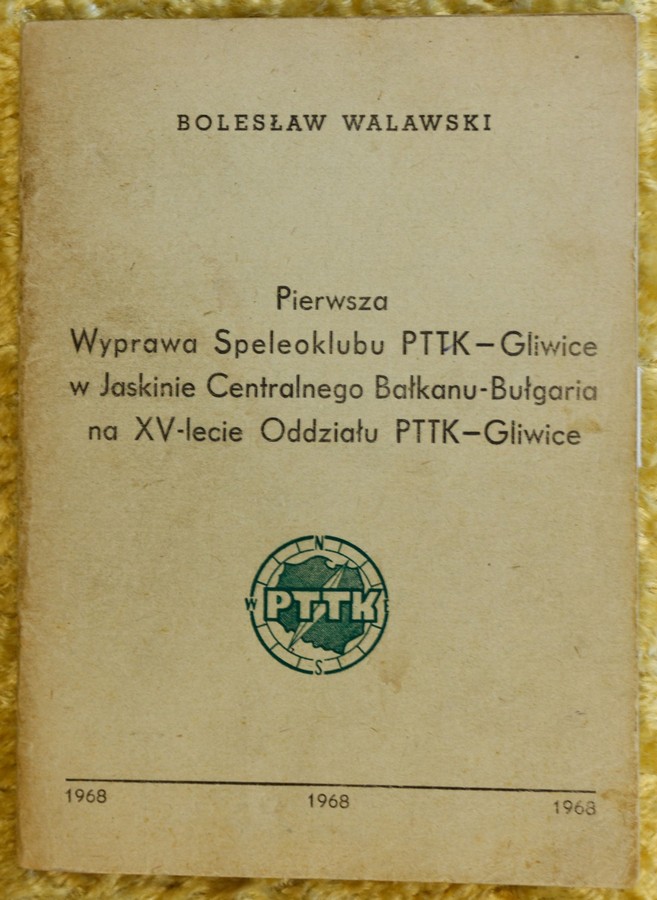 BOLESŁAW WALAWSKI
Pierwsza
Wyprawa Speleoklubu PTTK—Gliwice
w Jaskinie Centralnego Bałkanu-Bułgaria
na XV-lecie Oddziału PTTK—Gliwice
N
W PTTK E
S
1968 1968 1968